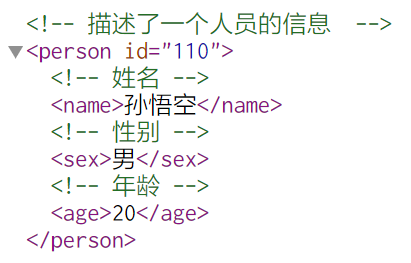 <!-- 描述了一个人员的信息  -->
▼<person id="110">
<!-- 姓名 -->
<name>孙悟空</name>
<!-- 性别 -->
<sex>男</sex>
<!-- 年龄 -->
<age>20</age>
</person>